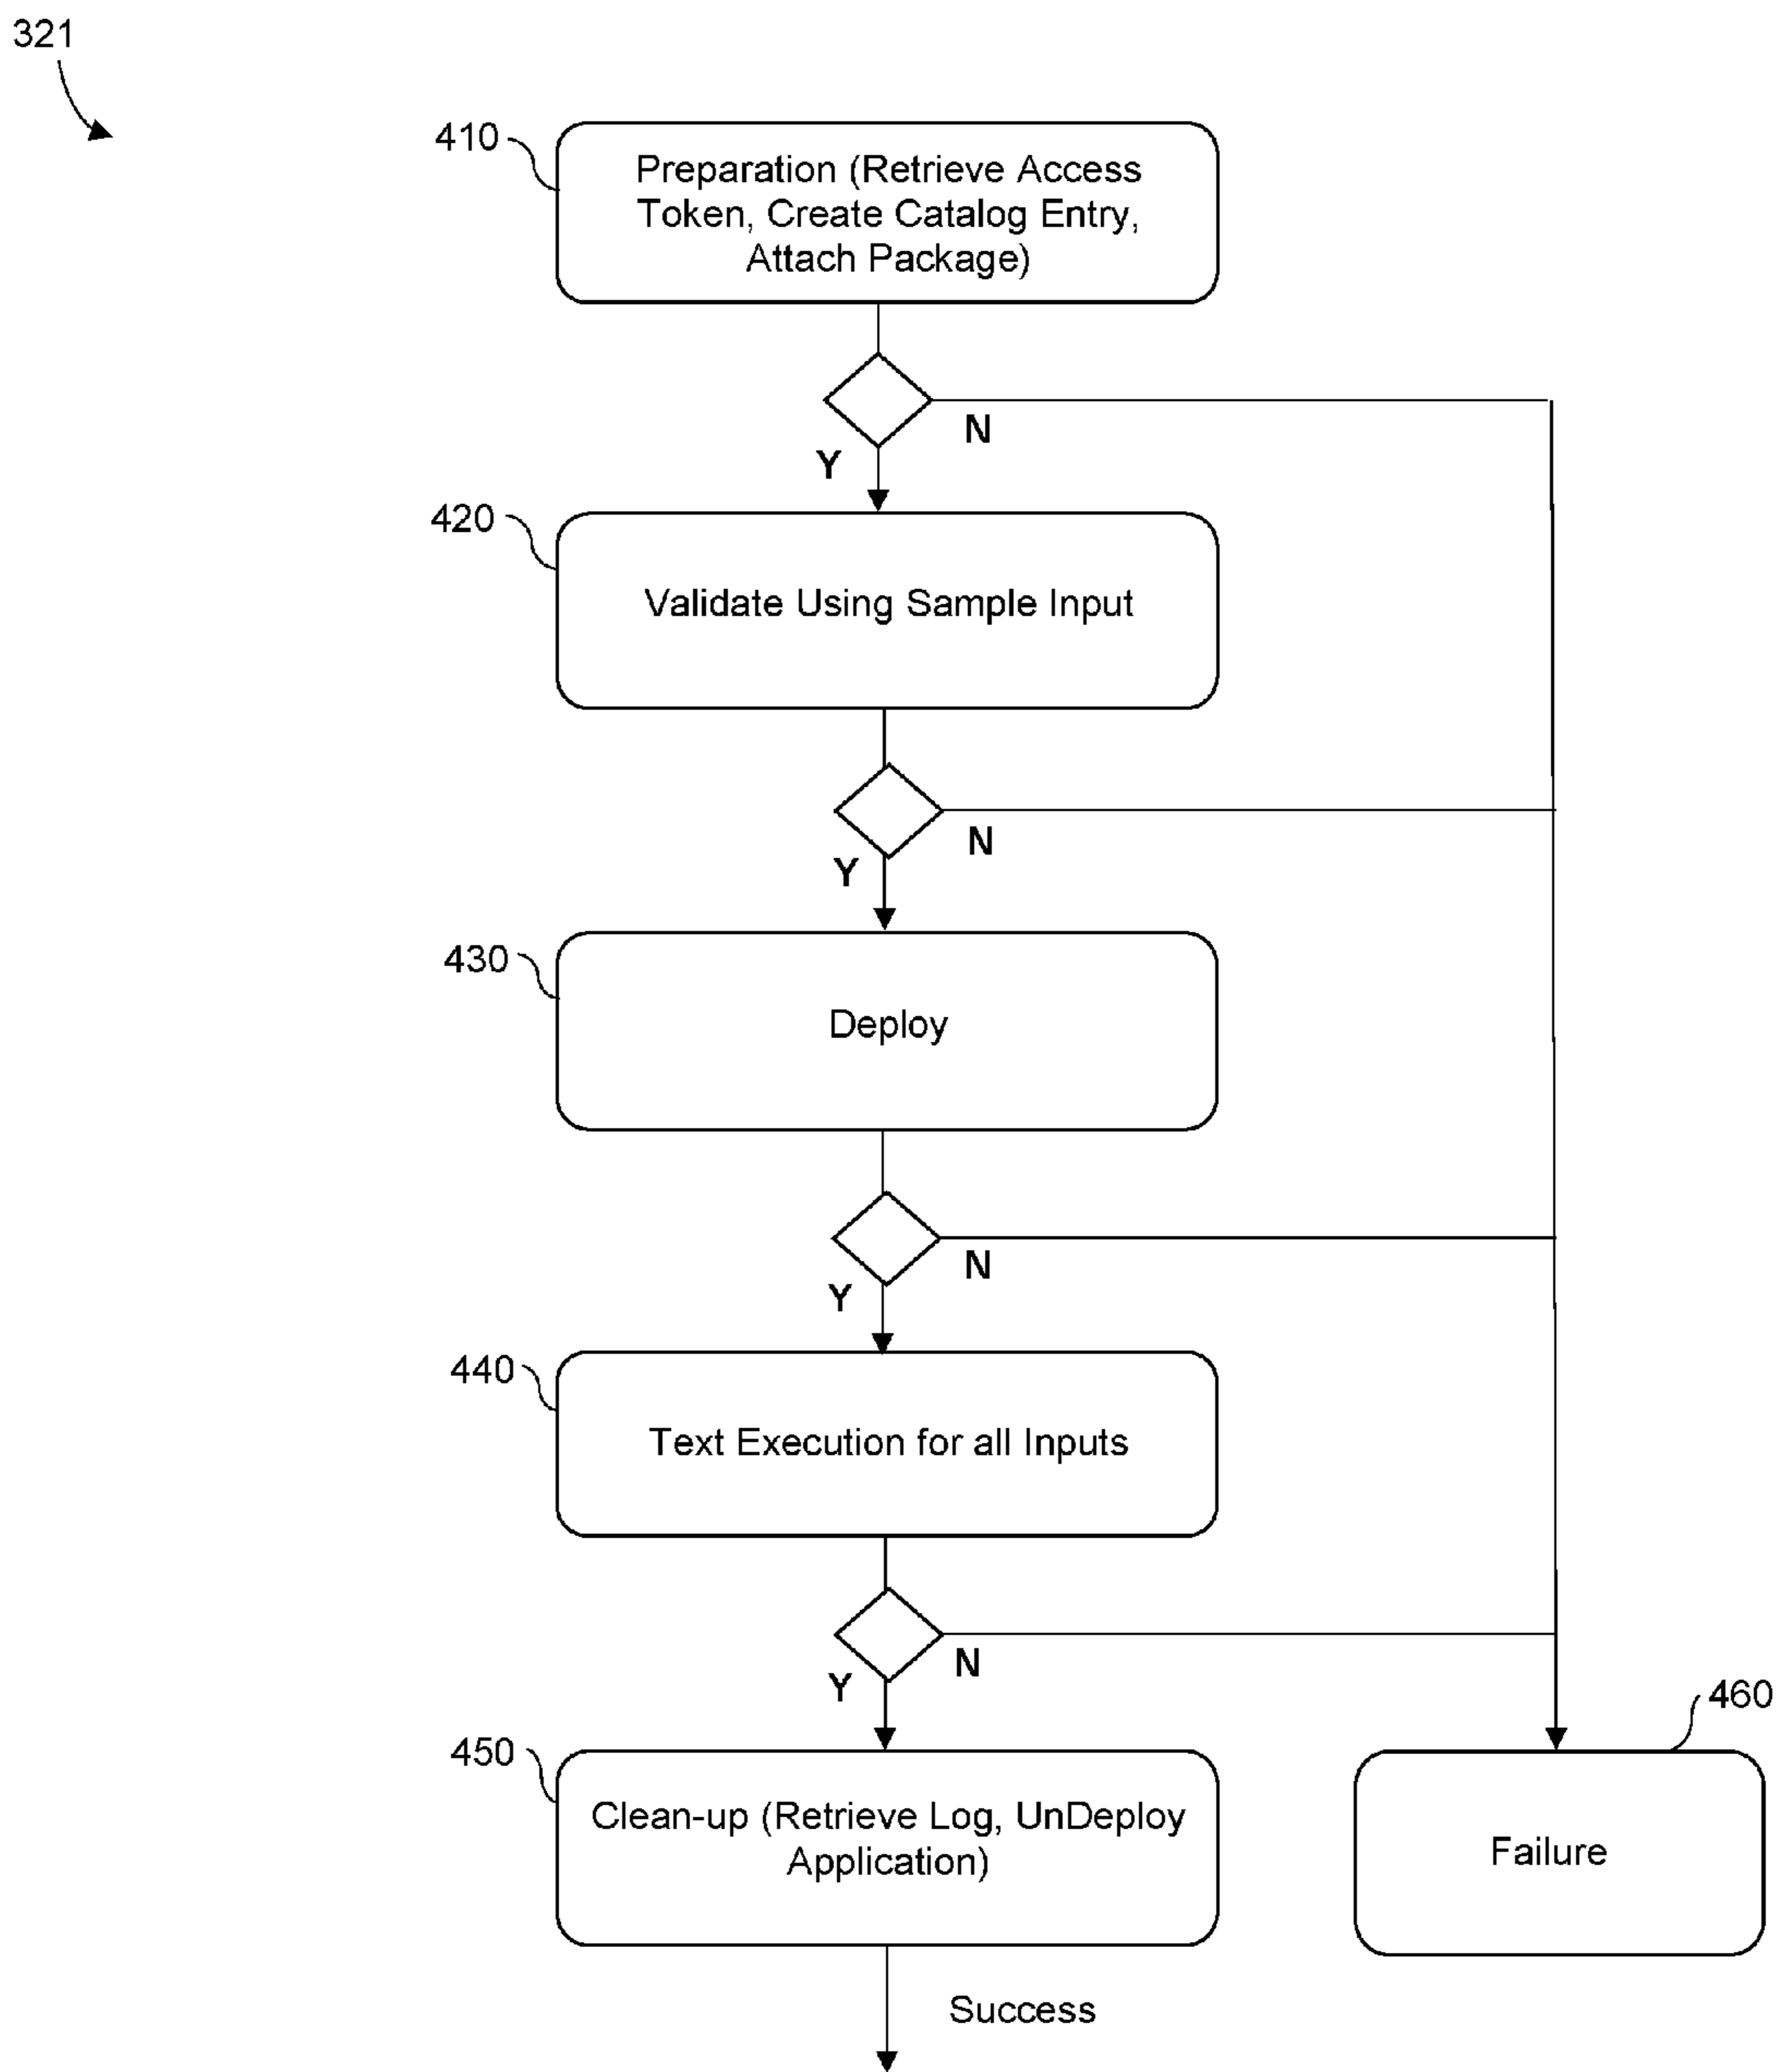 321
410
Preparation (Retrieve Access
Token, Create Catalog Entry,
Attach Package)
N
Y
420
Validate Using Sample Input
N
Y
430
Deploy
N
Y
440
Text Execution for all Inputs
N
Y
450
Clean-up (Retrieve Log, UnDeploy
Application)
460
Failure
Success